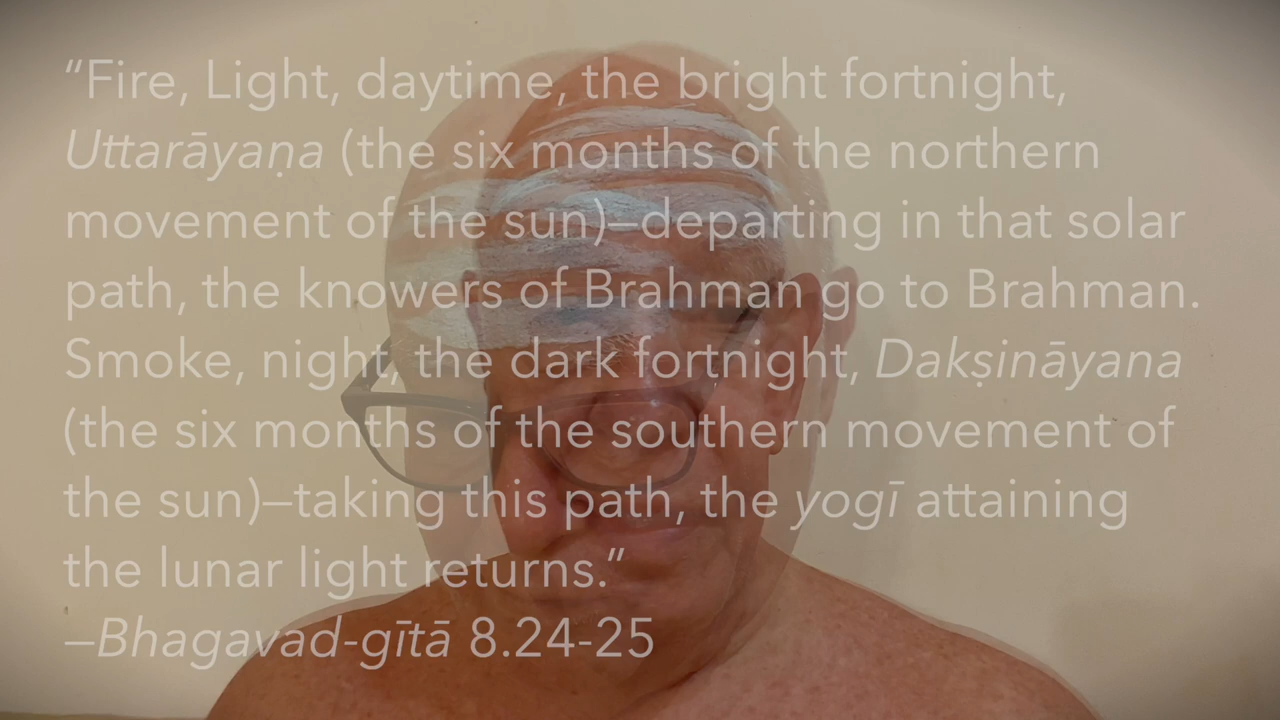 “Fire, Light, daytime, the bright fortnight,
Uttarāyaṇa (the six months of the northern
movement of the sun)–departing in that solar
path, the knowers of Brahman go to Brahman.
Smoke, night, the dark fortnight, Dakṣināyana
(the six months of the southern movement of
the sun)–taking this path, the yogī attaining
the lunar light returns.”
–Bhagavad-gītā 8.24-25